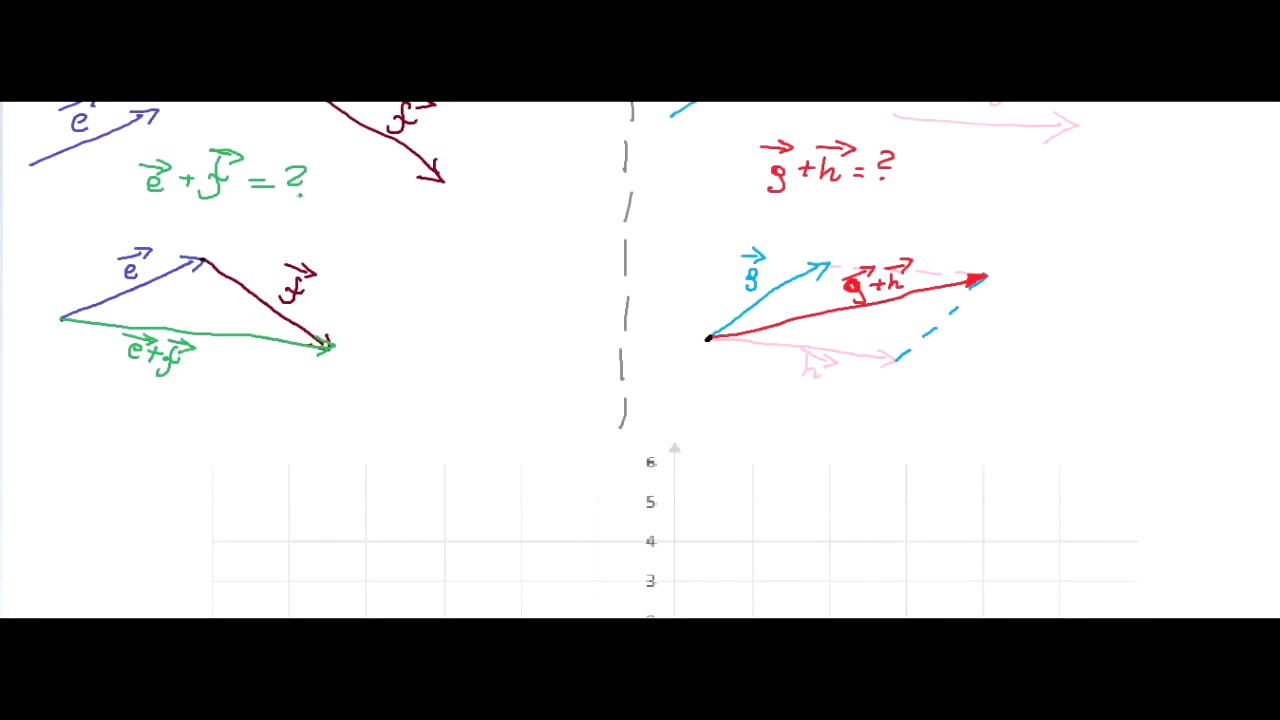 e⃗
f⃗
e⃗ + f⃗ = ?
g⃗ + h⃗ = ?
e⃗
f⃗
e⃗ + f⃗
g⃗
g⃗ + h⃗
h⃗
6
5
4
3